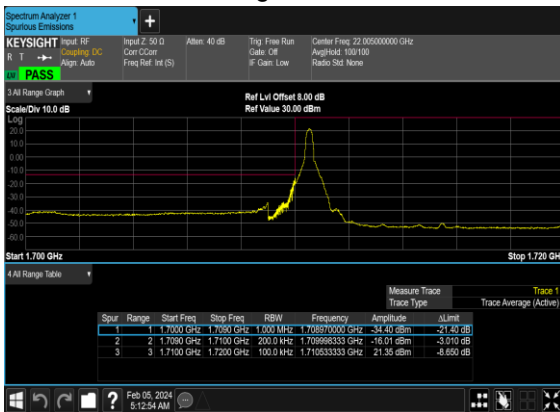 Spectrum Analyzer 1
Spurious Emissions
KEYSIGHT Input: RF Input Z: 50 Ω Atten: 40 dB Trig: Free Run Center Freq: 22.005000000 GHz
R T Coupling: DC Corr CCorr Gate: Off Avg|Hold: 100/100
Align: Auto Freq Ref: Int (S) IF Gain: Low Radio Std: None
LXI PASS
3 All Range Graph
Ref Lvl Offset 8.00 dB
Scale/Div 10.0 dB Ref Value 30.00 dBm
Log
20.0
10.0
0.00
-10.0
-20.0
-30.0
-40.0
-50.0
-60.0
Start 1.700 GHz Stop 1.720 GH
4 All Range Table
Measure Trace Trace 1
Trace Type Trace Average (Active)
Spur Range Start Freq Stop Freq RBW Frequency Amplitude ΔLimit
1 1 1.7000 GHz 1.7090 GHz 1.000 MHz 1.708970000 GHz -34.40 dBm -21.40 dB
2 2 1.7090 GHz 1.7100 GHz 200.0 kHz 1.709998333 GHz -16.01 dBm -3.010 dB
3 3 1.7100 GHz 1.7200 GHz 100.0 kHz 1.710533333 GHz 21.35 dBm -8.650 dB
? Feb 05, 2024
5:12:54 AM